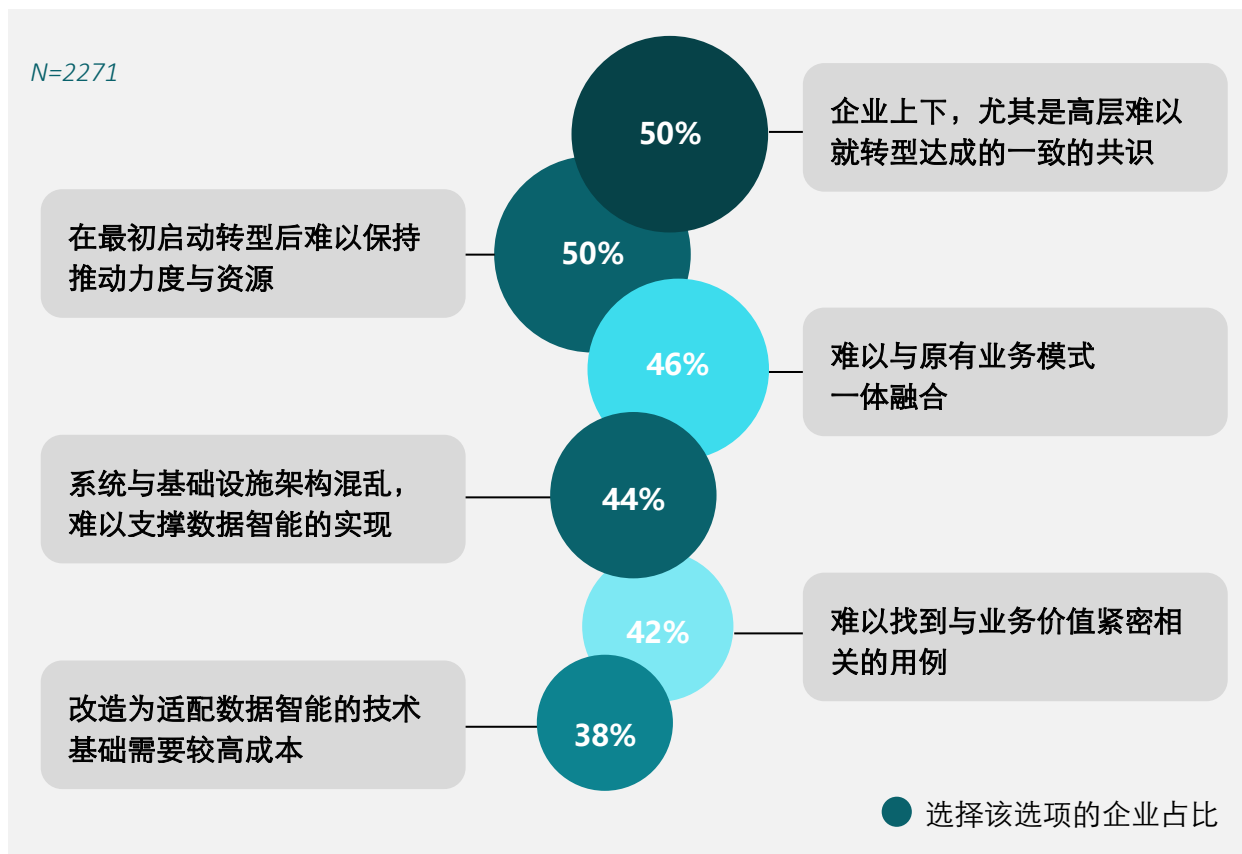 N=2271
50%
企业上下，尤其是高层难以
就转型达成的一致的共识
在最初启动转型后难以保持
推动力度与资源
50%
46%
难以与原有业务模式
一体融合
系统与基础设施架构混乱，
难以支撑数据智能的实现
44%
42%
难以找到与业务价值紧密相
关的用例
改造为适配数据智能的技术
基础需要较高成本
38%
选择该选项的企业占比